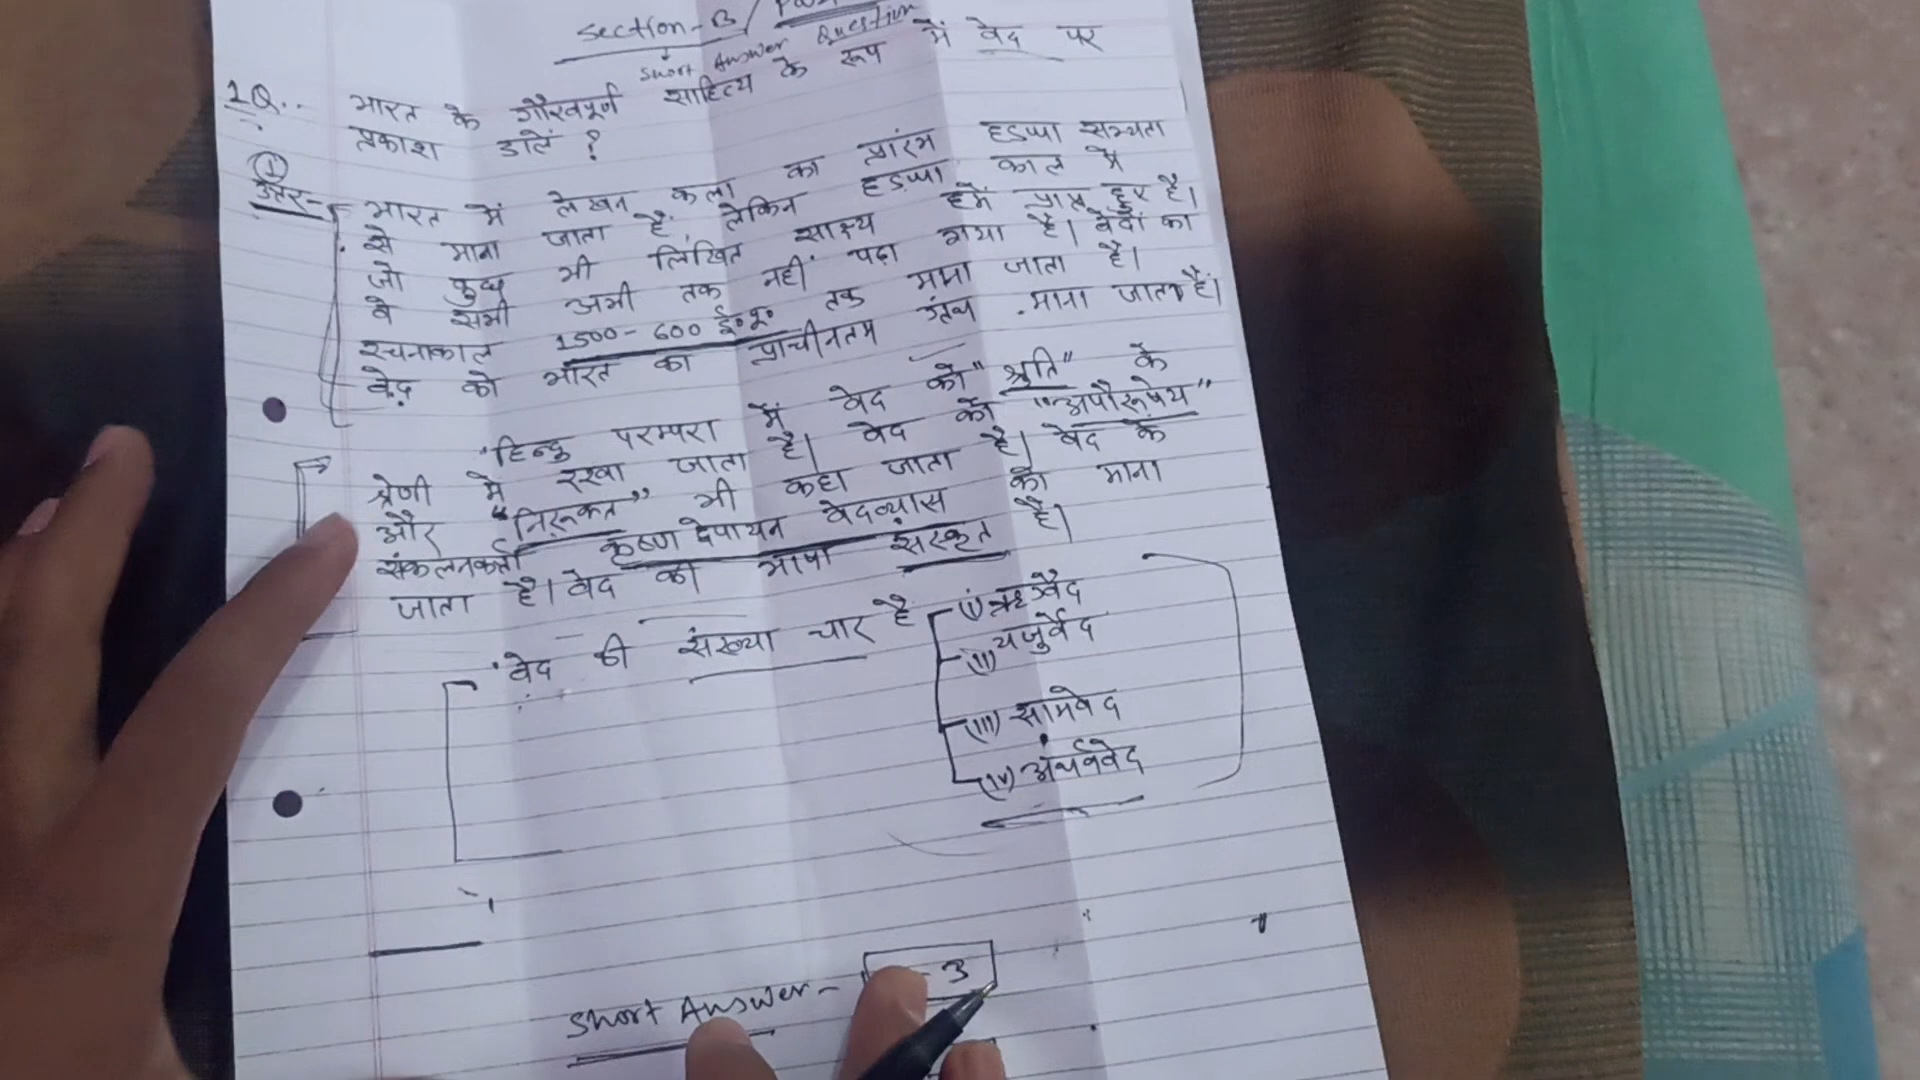 Section-B/
Short Answer Question
1Q.. भारत के गौरवपूर्ण साहित्य के रूप में वेद पर
प्रकाश डालें ?
①
उत्तर- भारत में लेखन कला का प्रारंभ हडप्पा सभ्यता
से माना जाता है, लेकिन हडप्पा काल में
जो कुछ भी लिखित साक्ष्य हमें प्राप्त हुए है।
वे सभी अभी तक नहीं पढ़ा गया है। वेदों का
रचनाकाल 1500-600 ई०पू० तक माना जाता है।
वेद को भारत का प्राचीनतम ग्रंथ माना जाता है।
हिन्दु परम्परा में वेद को "श्रुति" के
श्रेणी में रखा जाता है। वेद को "अपौरूषेय"
और "निरूक्त" भी कहा जाता है। वेद के
संकलनकर्ता कृष्ण द्वेपायन वेदव्यास को माना
जाता है। वेद की भाषा संस्कृत है।
वेद की संख्या चार है
(i) ऋग्वेद
(ii) यजुर्वेद
(iii) सामवेद
(iv) अथर्ववेद
Short Answer- - 3